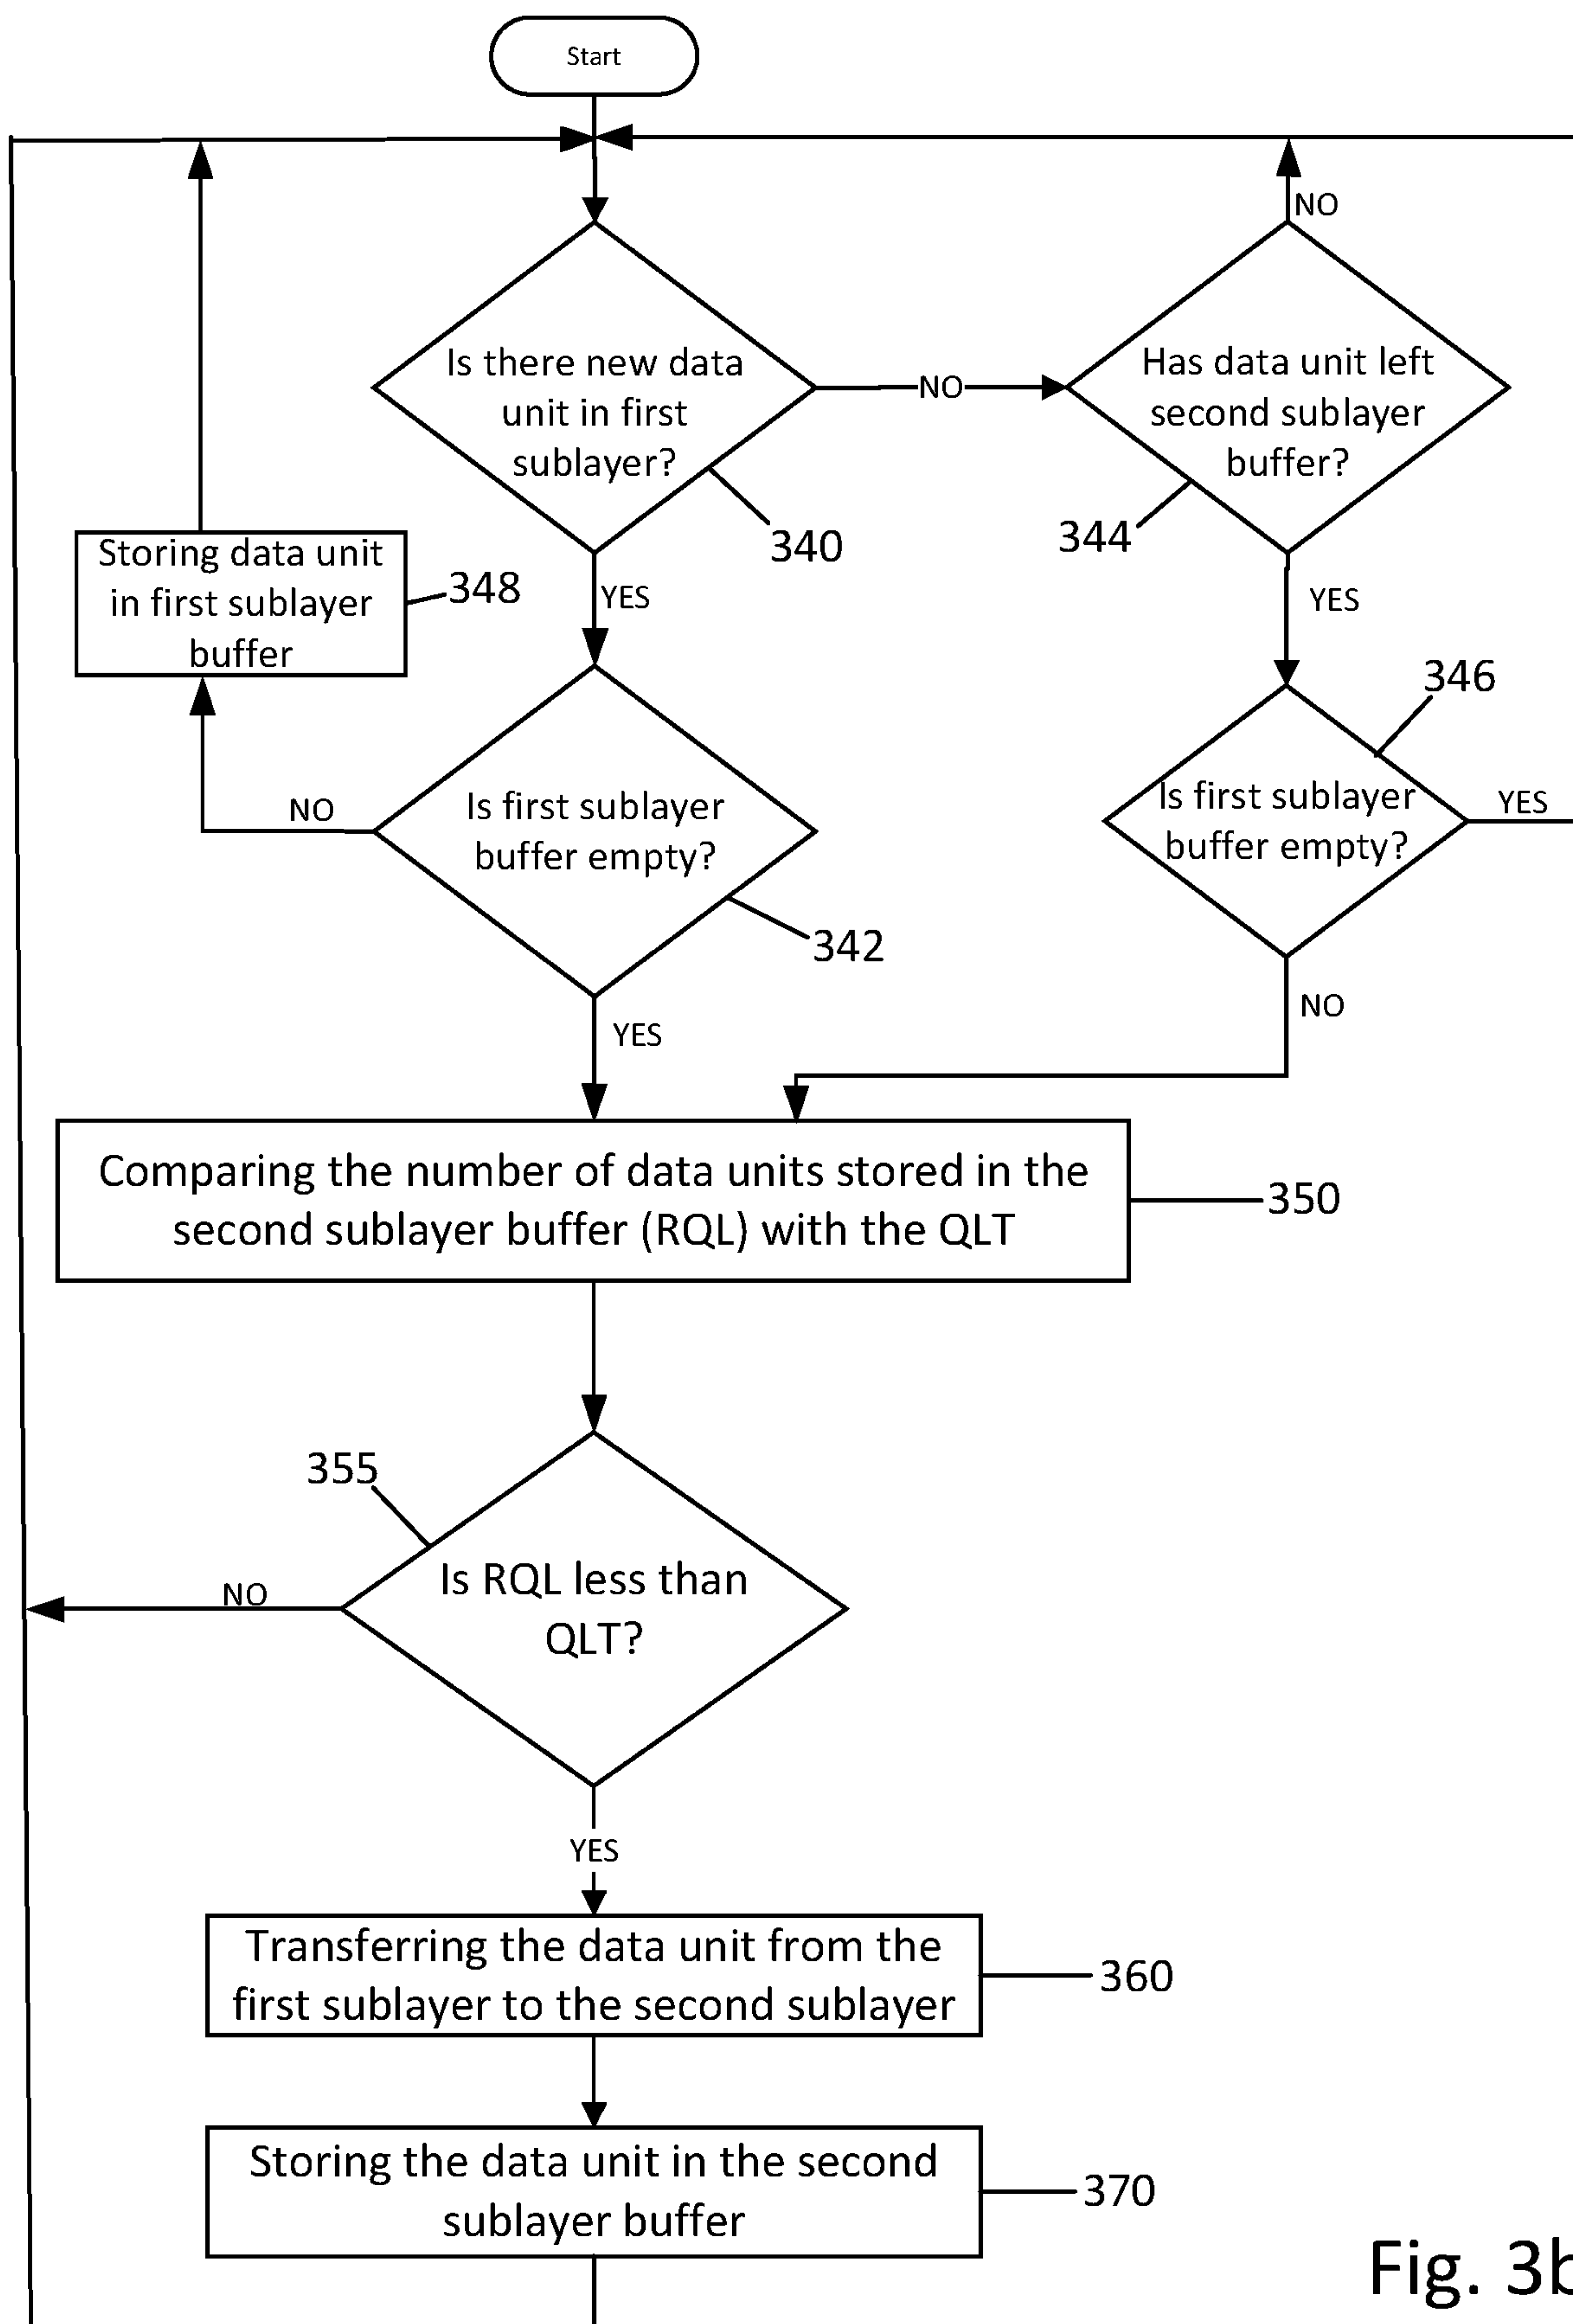 Start
NO
Is there new data
unit in first
sublayer?
NO
Has data unit left
second sublayer
buffer?
340
344
Storing data unit
in first sublayer
buffer
348
YES
YES
346
NO
Is first sublayer
buffer empty?
Is first sublayer
buffer empty?
YES
342
YES
NO
Comparing the number of data units stored in the
second sublayer buffer (RQL) with the QLT
350
355
Is RQL less than
QLT?
NO
YES
Transferring the data unit from the
first sublayer to the second sublayer
360
Storing the data unit in the second
sublayer buffer
370
Fig. 3b